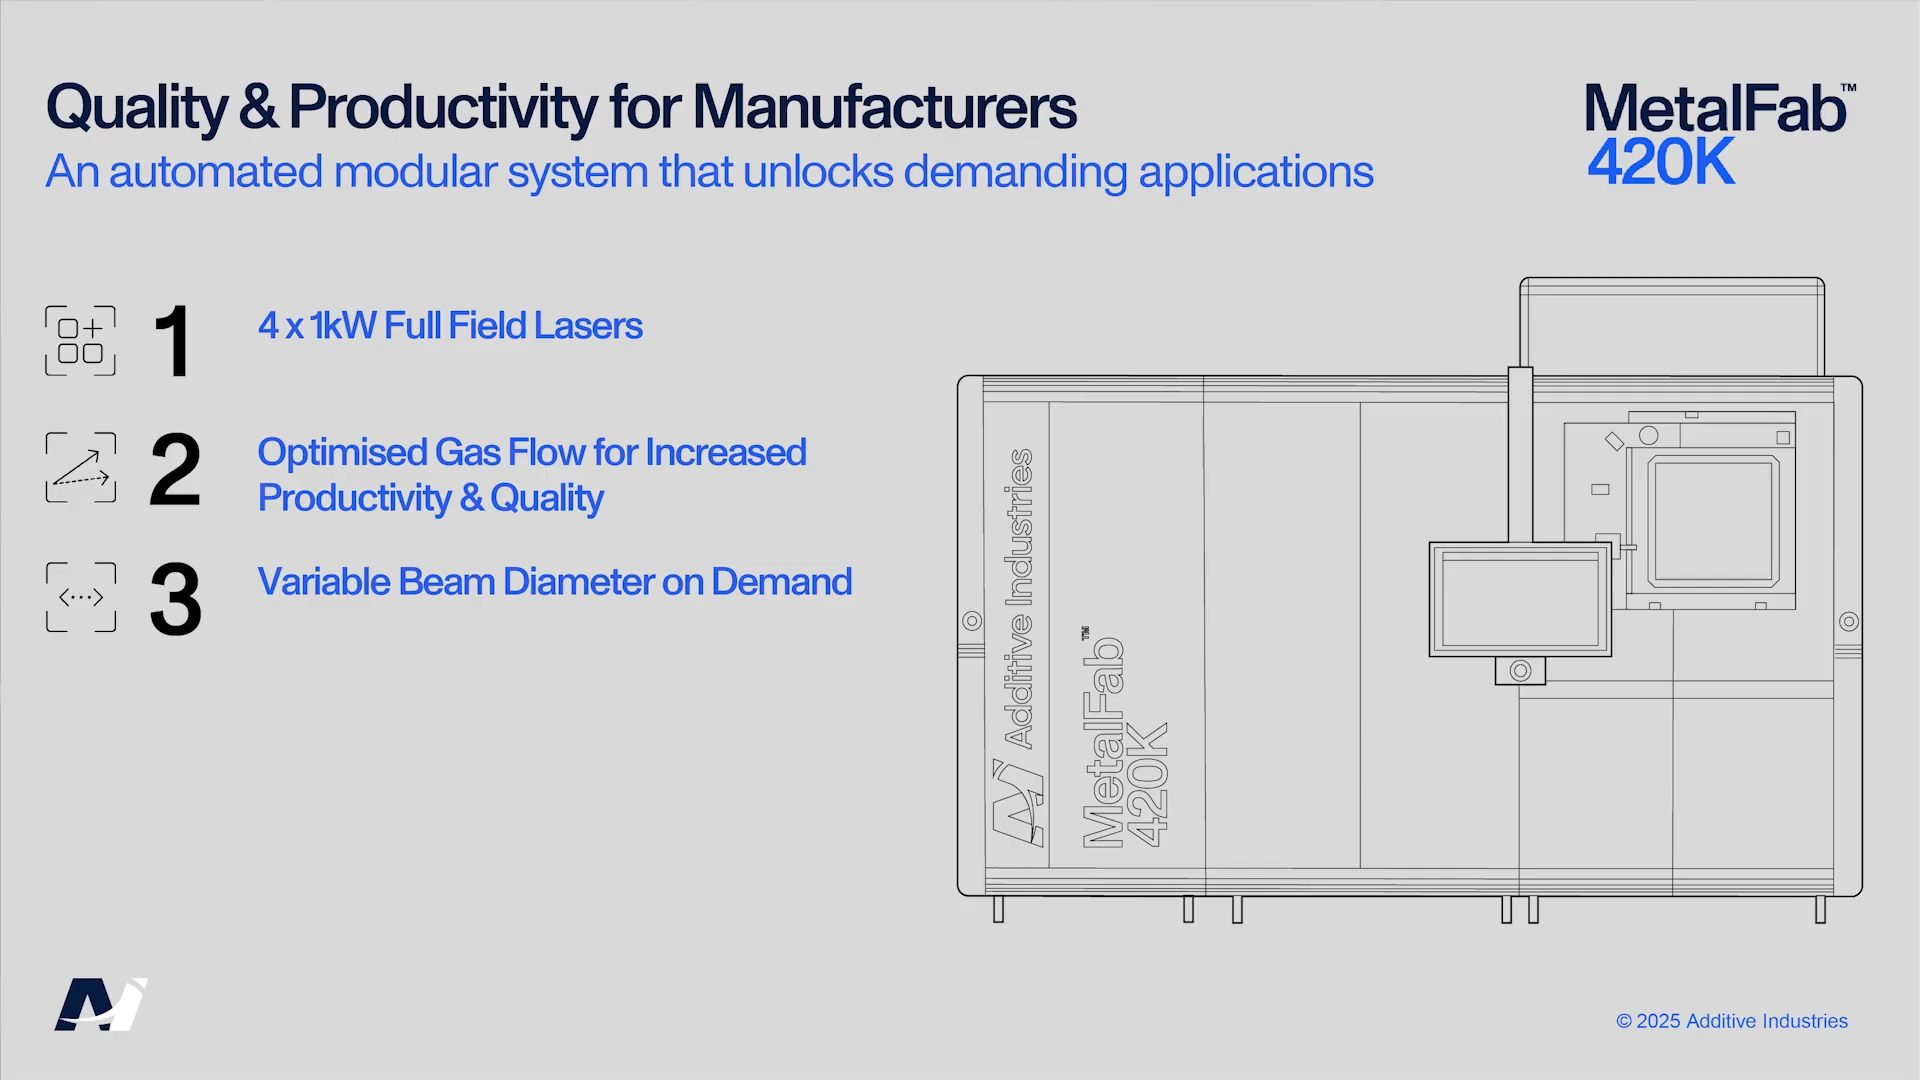 Quality & Productivity for Manufacturers
An automated modular system that unlocks demanding applications
MetalFab™
420K
1
4 x 1kW Full Field Lasers
2
Optimised Gas Flow for Increased
Productivity & Quality
3
Variable Beam Diameter on Demand
Additive Industries
MetalFab™
420K
© 2025 Additive Industries